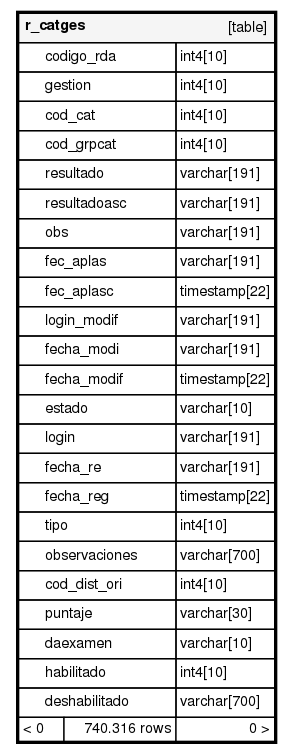 r_catges [table]
codigo_rda int4[10]
gestion int4[10]
cod_cat int4[10]
cod_grpcat int4[10]
resultado varchar[191]
resultadoasc varchar[191]
obs varchar[191]
fec_aplas varchar[191]
fec_aplasc timestamp[22]
login_modif varchar[191]
fecha_modi varchar[191]
fecha_modif timestamp[22]
estado varchar[10]
login varchar[191]
fecha_re varchar[191]
fecha_reg timestamp[22]
tipo int4[10]
observaciones varchar[700]
cod_dist_ori int4[10]
puntaje varchar[30]
daexamen varchar[10]
habilitado int4[10]
deshabilitado varchar[700]
< 0 740.316 rows 0 >